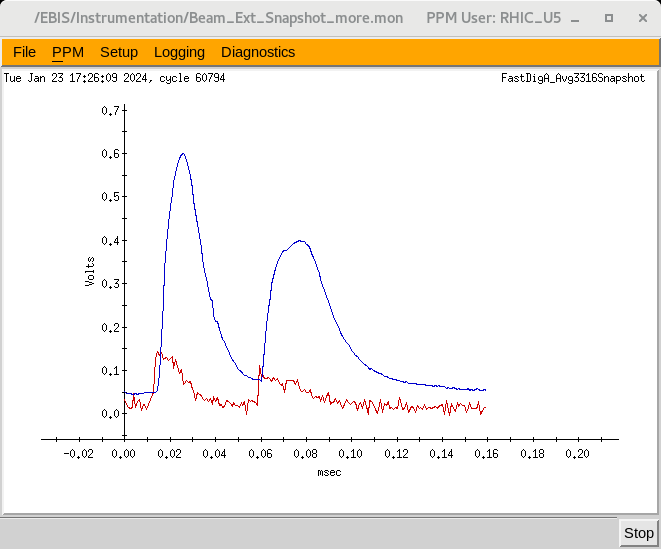 /EBIS/Instrumentation/Beam_Ext_Snapshot_more.mon PPM User: RHIC_U5
File PPM Setup Logging Diagnostics
Tue Jan 23 17:26:09 2024, cycle 60794 FastDigA_Avg3316Snapshot
0.7
0.6
0.5
0.4
0.3
0.2
0.1
0.0
Volts
-0.02 0.00 0.02 0.04 0.06 0.08 0.10 0.12 0.14 0.16 0.20
msec
Stop